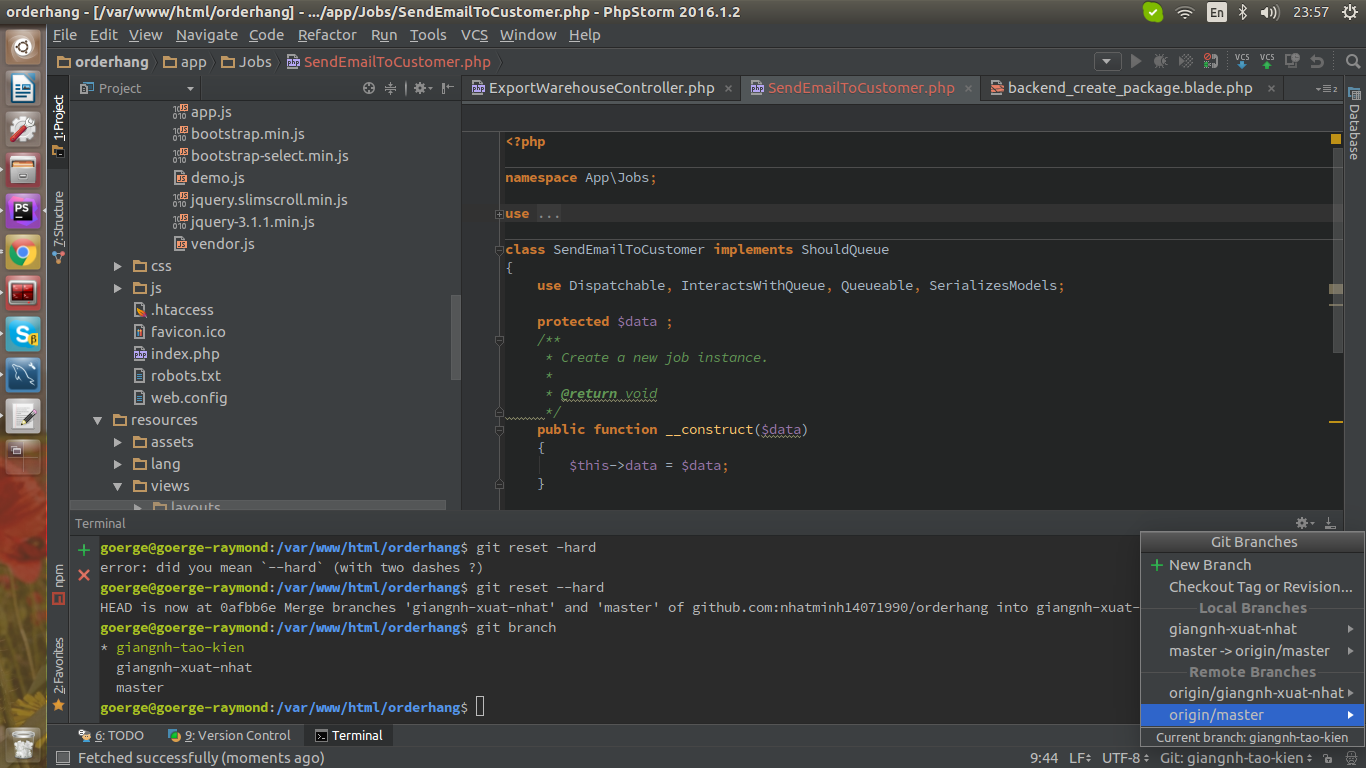 orderhang - [/var/www/html/orderhang] - .../app/Jobs/SendEmailToCustomer.php - PhpStorm 2016.1.2
En
23:57
File Edit View Navigate Code Refactor Run Tools VCS Window Help
orderhang app Jobs SendEmailToCustomer.php
VCS VCS
1:Project
7:Structure
npm
2:Favorites
Project
app.js
bootstrap.min.js
bootstrap-select.min.js
demo.js
jquery.slimscroll.min.js
jquery-3.1.1.min.js
vendor.js
css
js
.htaccess
favicon.ico
index.php
robots.txt
web.config
resources
assets
lang
views
layouts
ExportWarehouseController.php × SendEmailToCustomer.php × backend_create_package.blade.php ×
Database
<?php
namespace App\Jobs;
use ...
class SendEmailToCustomer implements ShouldQueue
{
use Dispatchable, InteractsWithQueue, Queueable, SerializesModels;
protected $data ;
/**
* Create a new job instance.
*
* @return void
*/
public function __construct($data)
{
$this->data = $data;
}
Terminal
goerge@goerge-raymond:/var/www/html/orderhang$ git reset -hard
error: did you mean `--hard` (with two dashes ?)
goerge@goerge-raymond:/var/www/html/orderhang$ git reset --hard
HEAD is now at 0afbb6e Merge branches 'giangnh-xuat-nhat' and 'master' of github.com:nhatminh14071990/orderhang into giangnh-xuat-
goerge@goerge-raymond:/var/www/html/orderhang$ git branch
* giangnh-tao-kien
giangnh-xuat-nhat
master
goerge@goerge-raymond:/var/www/html/orderhang$
Git Branches
New Branch
Checkout Tag or Revision...
Local Branches
giangnh-xuat-nhat
master -> origin/master
Remote Branches
origin/giangnh-xuat-nhat
origin/master
Current branch: giangnh-tao-kien
6: TODO 9: Version Control Terminal
Fetched successfully (moments ago)
9:44 LF UTF-8 Git: giangnh-tao-kien